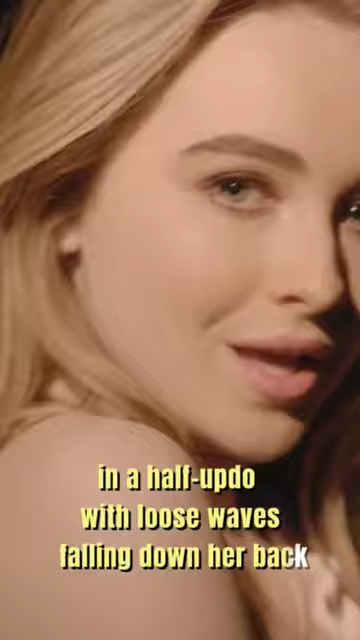 in a half-updo
with loose waves
falling down her back